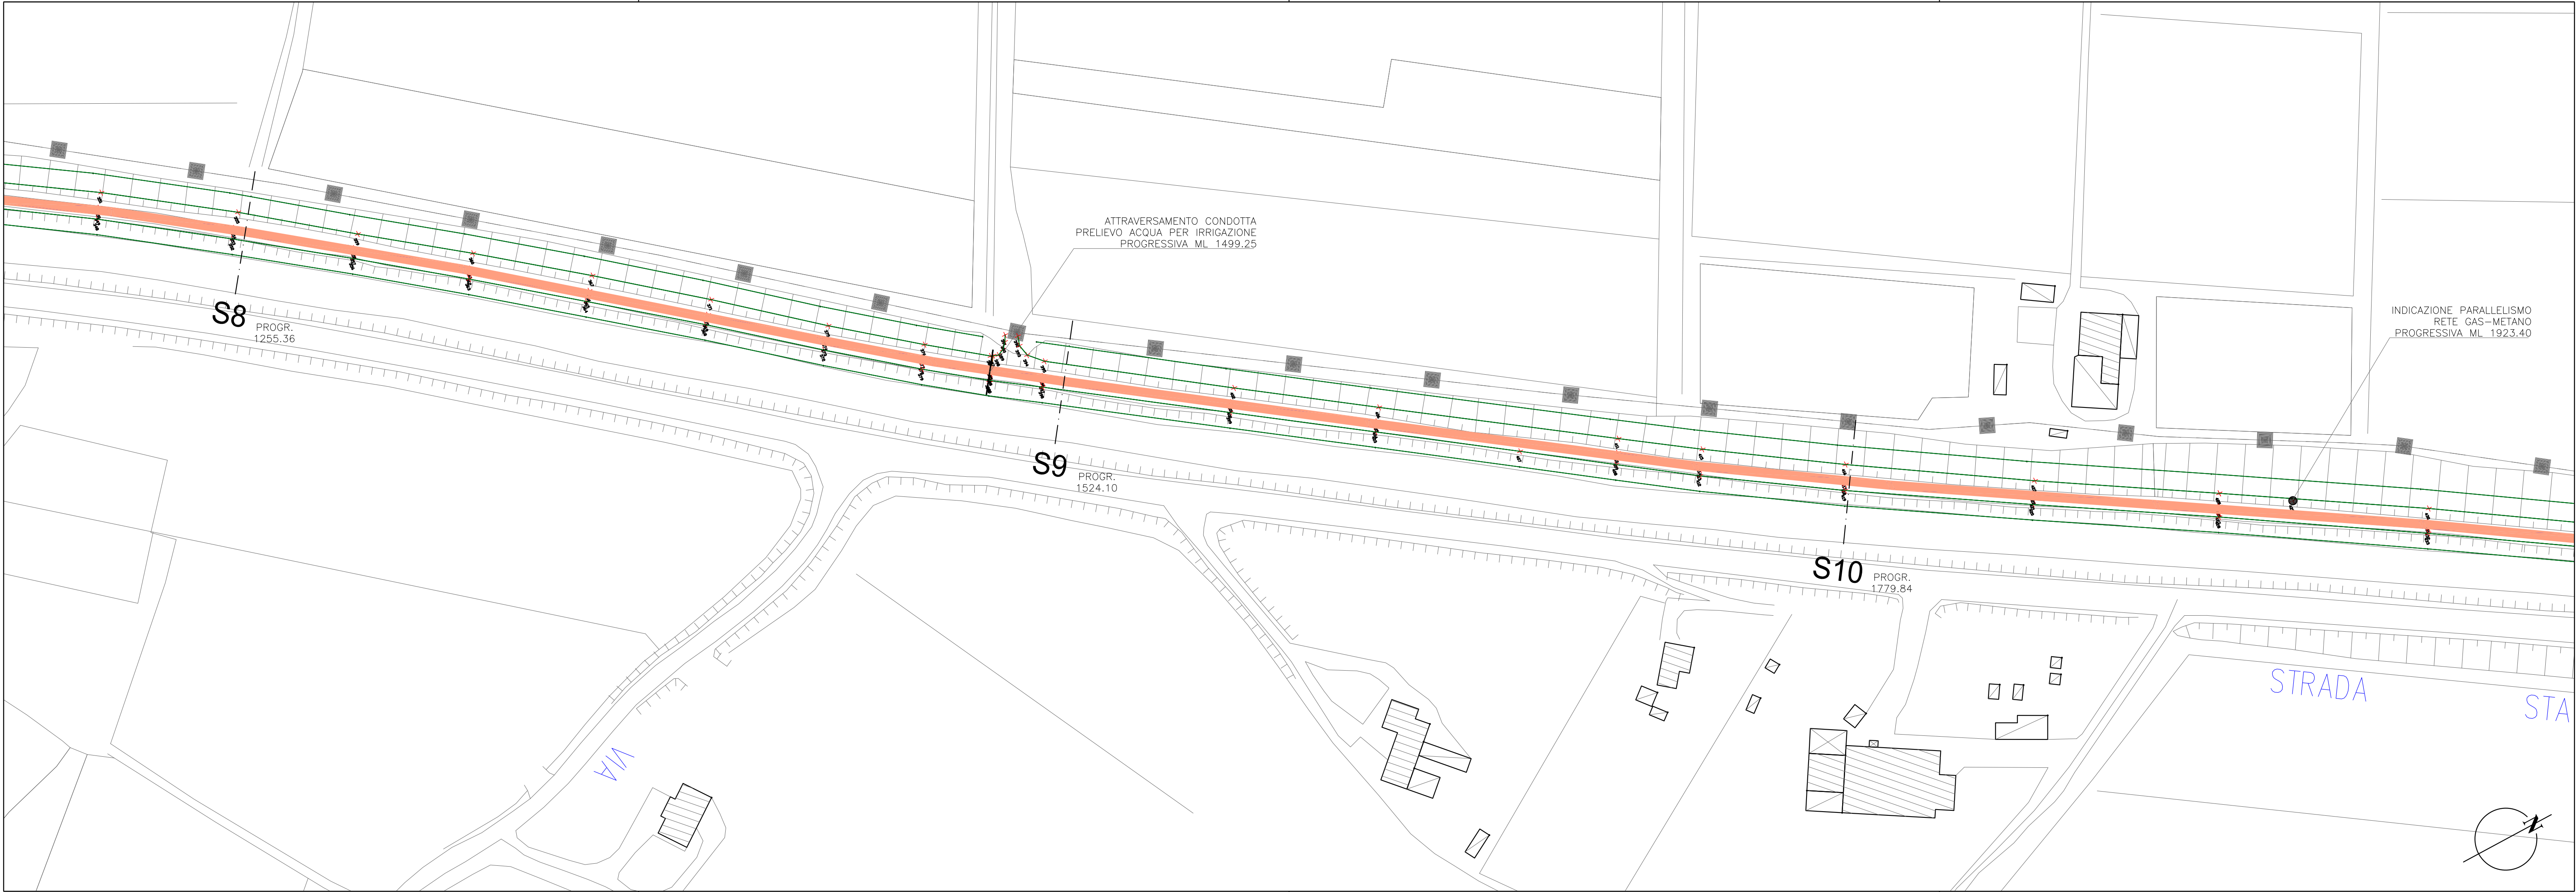 ATTRAVERSAMENTO CONDOTTA
PRELIEVO ACQUA PER IRRIGAZIONE
PROGRESSIVA ML 1499.25
INDICAZIONE PARALLELISMO
RETE GAS-METANO
PROGRESSIVA ML 1923.40
S8
PROGR.
1255.36
S9
PROGR.
1524.10
S10
PROGR.
1779.84
STRADA
STA
VIA
N